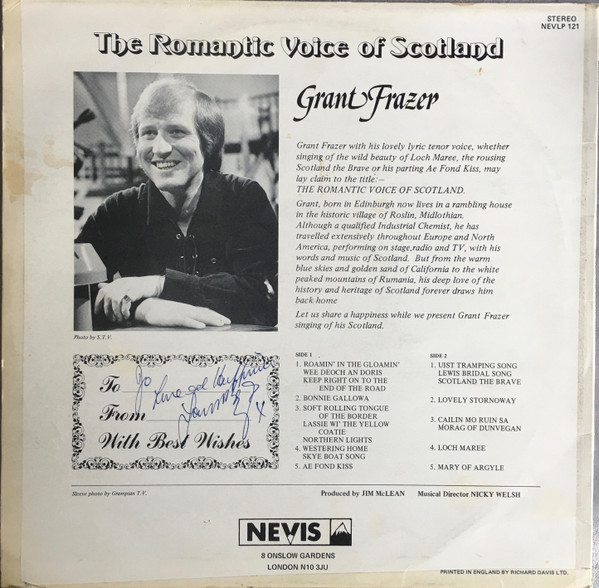 STEREO
NEVLP 121
The Romantic Voice of Scotland
Grant Frazer
Grant Frazer with his lovely lyric tenor voice, whether
singing of the wild beauty of Loch Maree, the rousing
Scotland the Brave or his parting Ae Fond Kiss, may
lay claim to the title:–
THE ROMANTIC VOICE OF SCOTLAND.
Grant, born in Edinburgh now lives in a rambling house
in the historic village of Roslin, Midlothian.
Although a qualified Industrial Chemist, he has
travelled extensively throughout Europe and North
America, performing on stage,radio and TV, with his
words and music of Scotland. But from the warm
blue skies and golden sand of California to the white
peaked mountains of Rumania, his deep love of the
history and heritage of Scotland forever draws him
back home
Let us share a happiness while we present Grant Frazer
singing of his Scotland.
Photo by S.T.V.
To Jo
From
With Best Wishes
x
SIDE 1
1. ROAMIN' IN THE GLOAMIN'
WEE DEOCH AN DORIS
KEEP RIGHT ON TO THE
END OF THE ROAD
2. BONNIE GALLOWA
3. SOFT ROLLING TONGUE
OF THE BORDER
LASSIE WI' THE YELLOW
COATIE
NORTHERN LIGHTS
4. WESTERING HOME
SKYE BOAT SONG
5. AE FOND KISS
SIDE 2
1. UIST TRAMPING SONG
LEWIS BRIDAL SONG
SCOTLAND THE BRAVE
2. LOVELY STORNOWAY
3. CAILIN MO RUIN SA
MORAG OF DUNVEGAN
4. LOCH MAREE
5. MARY OF ARGYLE
Sleeve photo by Grampian T.V.
Produced by JIM McLEAN Musical Director NICKY WELSH
NEVIS
8 ONSLOW GARDENS
LONDON N10 3JU
PRINTED IN ENGLAND BY RICHARD DAVIS LTD.